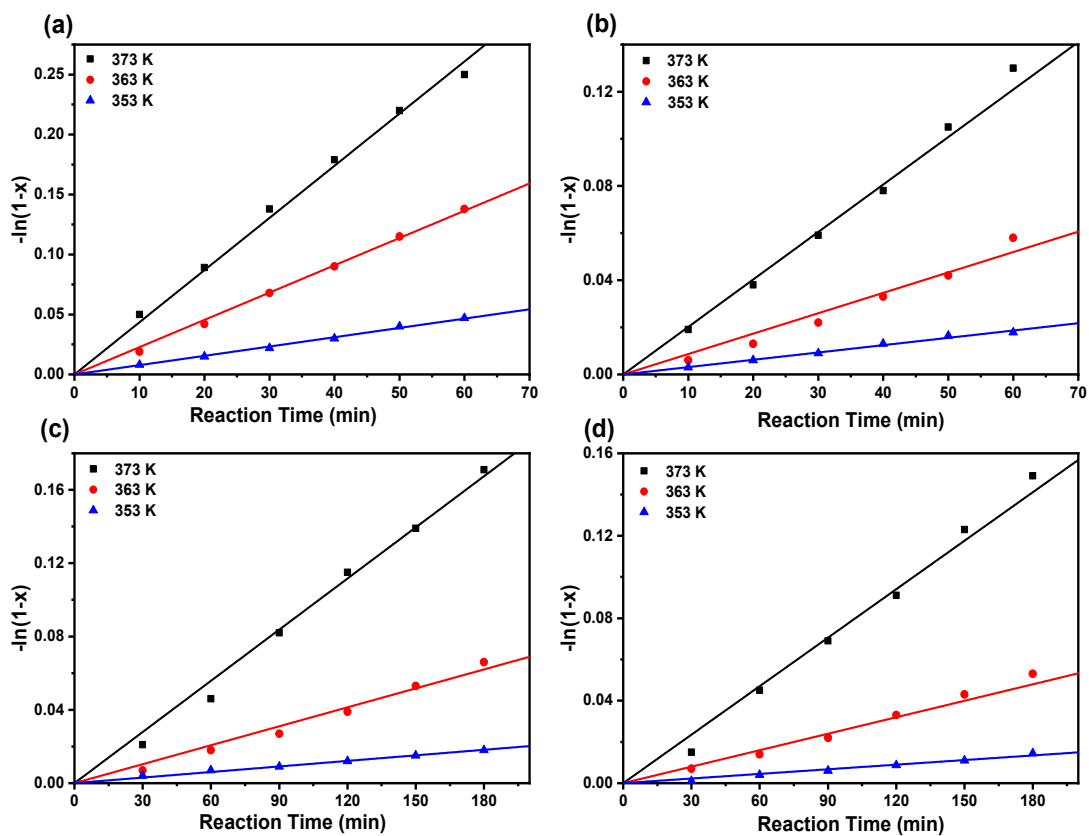 (a)
373 K
363 K
353 K
0.25
0.20
0.15
0.10
0.05
0.00
-ln(1-x)
0 10 20 30 40 50 60 70
Reaction Time (min)
(b)
373 K
363 K
353 K
0.12
0.08
0.04
0.00
-ln(1-x)
0 10 20 30 40 50 60 70
Reaction Time (min)
(c)
373 K
363 K
353 K
0.16
0.12
0.08
0.04
0.00
-ln(1-x)
0 30 60 90 120 150 180
Reaction Time (min)
(d)
373 K
363 K
353 K
0.16
0.12
0.08
0.04
0.00
-ln(1-x)
0 30 60 90 120 150 180
Reaction Time (min)